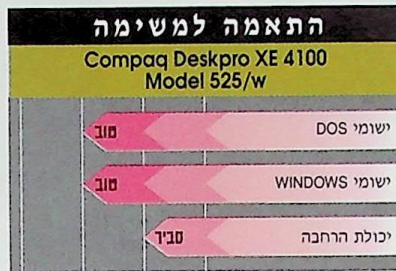 התאמה למשימה
Compaq Deskpro XE 4100
Model 525/w
ישומי DOS טוב
ישומי WINDOWS טוב
יכולת הרחבה סביר